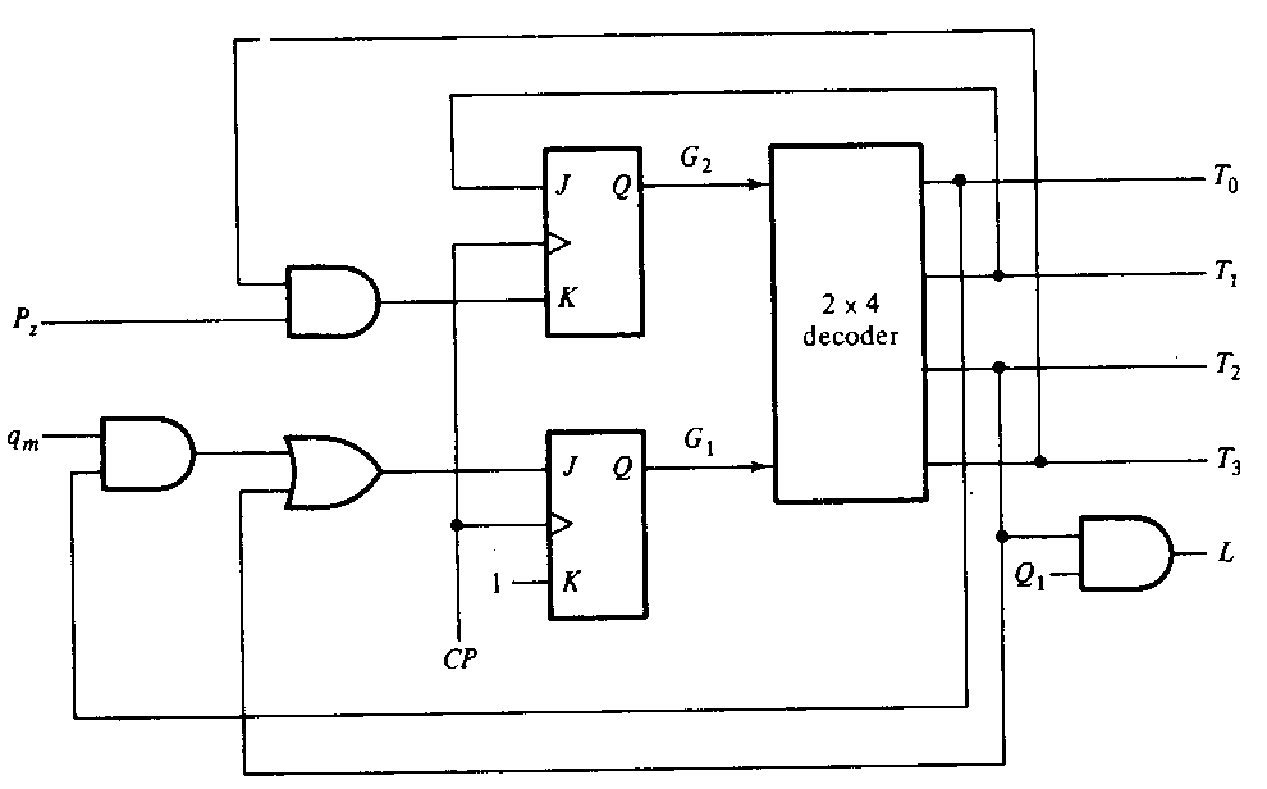 G2
J Q
T0
K
Pz
2 x 4
decoder
T1
T2
qm
J Q
G1
T3
1 K
Q1
L
CP